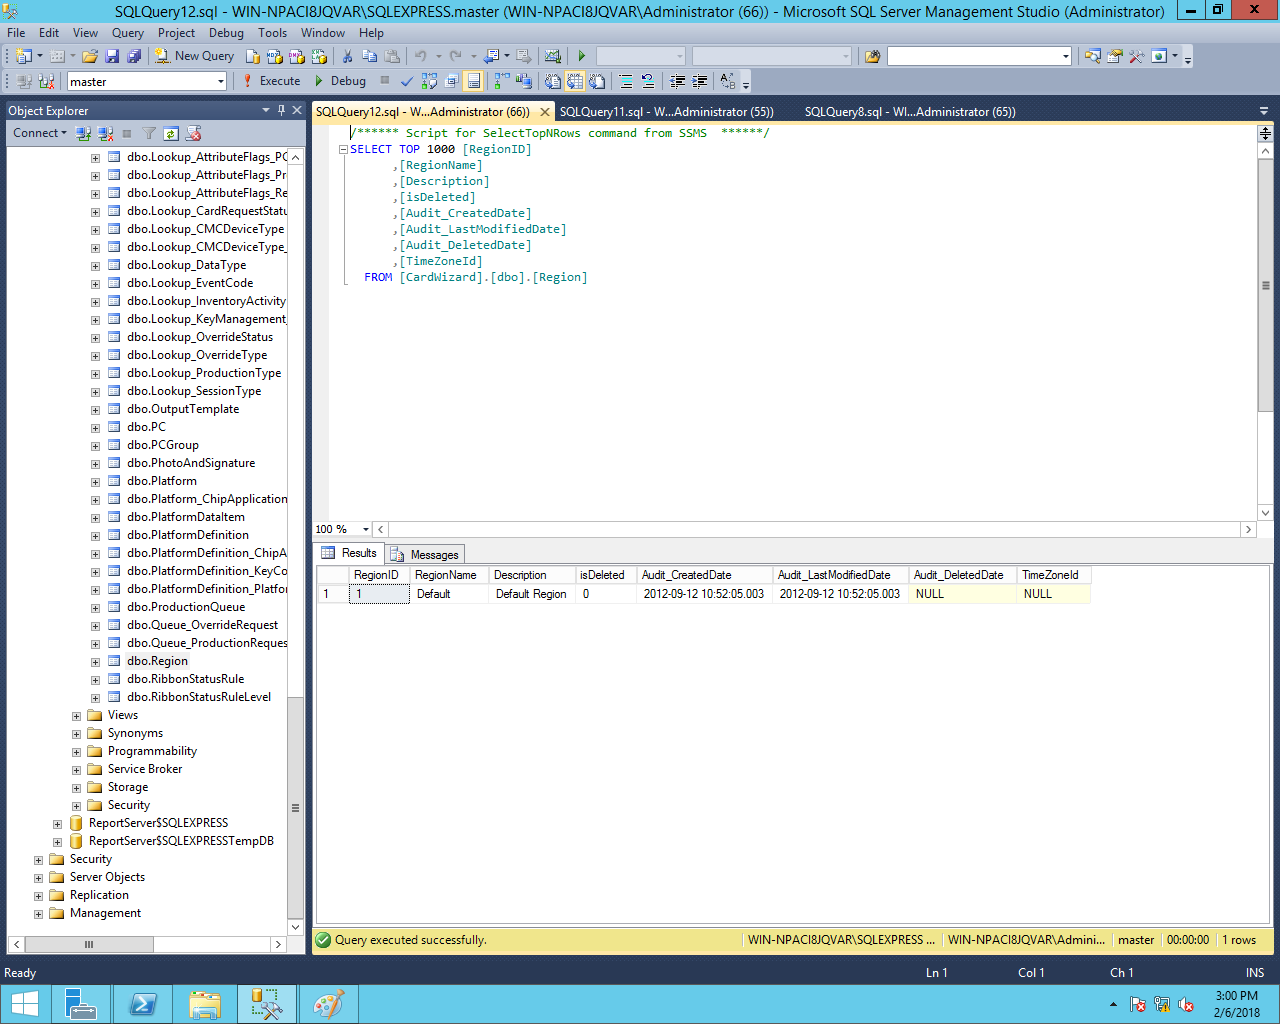 SQLQuery12.sql - WIN-NPACI8JQVAR\SQLEXPRESS.master (WIN-NPACI8JQVAR\Administrator (66)) - Microsoft SQL Server Management Studio (Administrator)
File Edit View Query Project Debug Tools Window Help
New Query
master Execute Debug
Object Explorer
SQLQuery12.sql - W...Administrator (66)) SQLQuery11.sql - W...Administrator (55)) SQLQuery8.sql - WI...Administrator (65))
Connect
dbo.Lookup_AttributeFlags_PC
dbo.Lookup_AttributeFlags_Pr
dbo.Lookup_AttributeFlags_Re
dbo.Lookup_CardRequestStatu
dbo.Lookup_CMCDeviceType
dbo.Lookup_CMCDeviceType_
dbo.Lookup_DataType
dbo.Lookup_EventCode
dbo.Lookup_InventoryActivity
dbo.Lookup_KeyManagement_
dbo.Lookup_OverrideStatus
dbo.Lookup_OverrideType
dbo.Lookup_ProductionType
dbo.Lookup_SessionType
dbo.OutputTemplate
dbo.PC
dbo.PCGroup
dbo.PhotoAndSignature
dbo.Platform
dbo.Platform_ChipApplication
dbo.PlatformDataItem
dbo.PlatformDefinition
dbo.PlatformDefinition_ChipA
dbo.PlatformDefinition_KeyCo
dbo.PlatformDefinition_Platfor
dbo.ProductionQueue
dbo.Queue_OverrideRequest
dbo.Queue_ProductionReques
dbo.Region
dbo.RibbonStatusRule
dbo.RibbonStatusRuleLevel
Views
Synonyms
Programmability
Service Broker
Storage
Security
ReportServer$SQLEXPRESS
ReportServer$SQLEXPRESSTempDB
Security
Server Objects
Replication
Management
/****** Script for SelectTopNRows command from SSMS  ******/
SELECT TOP 1000 [RegionID]
,[RegionName]
,[Description]
,[isDeleted]
,[Audit_CreatedDate]
,[Audit_LastModifiedDate]
,[Audit_DeletedDate]
,[TimeZoneId]
FROM [CardWizard].[dbo].[Region]
100 %
Results Messages
RegionID RegionName Description isDeleted Audit_CreatedDate Audit_LastModifiedDate Audit_DeletedDate TimeZoneId
1 1 Default Default Region 0 2012-09-12 10:52:05.003 2012-09-12 10:52:05.003 NULL NULL
Query executed successfully. WIN-NPACI8JQVAR\SQLEXPRESS ... WIN-NPACI8JQVAR\Admini... master 00:00:00 1 rows
Ready Ln 1 Col 1 Ch 1 INS
3:00 PM
2/6/2018